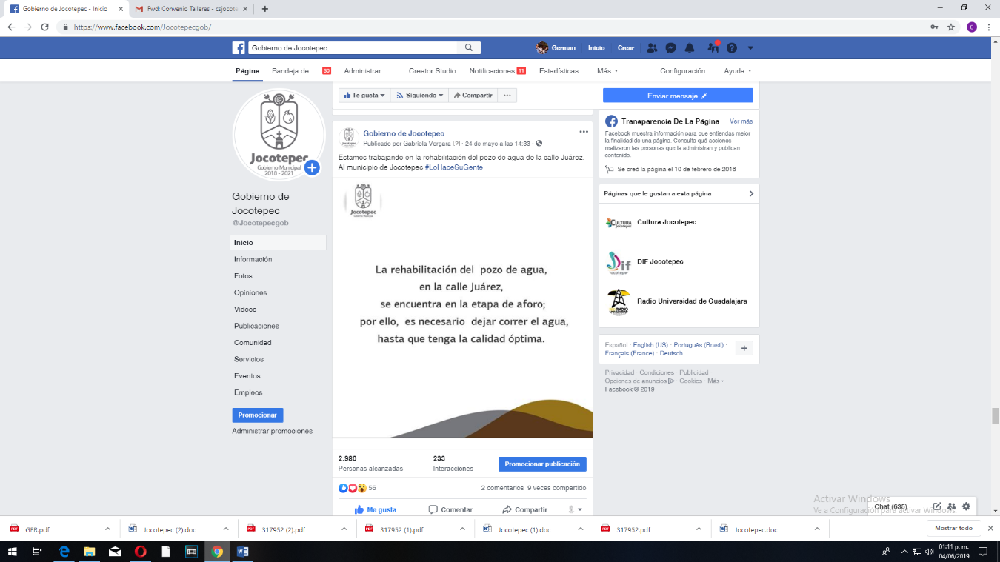 Gobierno de Jocotepec - Inicio
Fwd: Convenio Talleres - csjocote
https://www.facebook.com/Jocotepecgob/
C
Gobierno de Jocotepec
German Inicio Crear
Página Bandeja de ... 30 Administrar ... Creator Studio Notificaciones 11 Estadísticas Más Configuración Ayuda
Te gusta Siguiendo Compartir ...
Enviar mensaje
Jocotepec
Gobierno Municipal
2018 - 2021
Gobierno de
Jocotepec
@Jocotepecgob
Inicio
Información
Fotos
Opiniones
Videos
Publicaciones
Comunidad
Servicios
Eventos
Empleos
Promocionar
Administrar promociones
Gobierno de Jocotepec
Publicado por Gabriela Vergara [?] · 24 de mayo a las 14:33 ·
Estamos trabajando en la rehabilitación del pozo de agua de la calle Juárez.
Al municipio de Jocotepec #LoHaceSuGente
Jocotepec
Gobierno Municipal
La rehabilitación del pozo de agua,
en la calle Juárez,
se encuentra en la etapa de aforo;
por ello, es necesario dejar correr el agua,
hasta que tenga la calidad óptima.
2.980 233
Personas alcanzadas Interacciones
Promocionar publicación
56 2 comentarios 9 veces compartido
Me gusta Comentar Compartir
Transparencia De La Página Ver más
Facebook muestra información para que entiendas mejor
la finalidad de una página. Consulta qué acciones
realizaron las personas que la administran y publican
contenido.
Se creó la página el 10 de febrero de 2016
Páginas que le gustan a esta página
CULTURA
Jocotepec
Cultura Jocotepec
Dif
Jocotepec
DIF Jocotepec
RADIO
Radio Universidad de Guadalajara
Español · English (US) · Português (Brasil) ·
Français (France) · Deutsch
Privacidad · Condiciones · Publicidad ·
Opciones de anuncios · Cookies · Más
Facebook © 2019
Activar Windows
Ve a Configuración para activar Windows.
Chat (635)
GER.pdf
Jocotepec (2).doc
317952 (2).pdf
317952 (1).pdf
Jocotepec (1).doc
317952.pdf
Jocotepec.doc
Mostrar todo
01:11 p. m.
04/06/2019